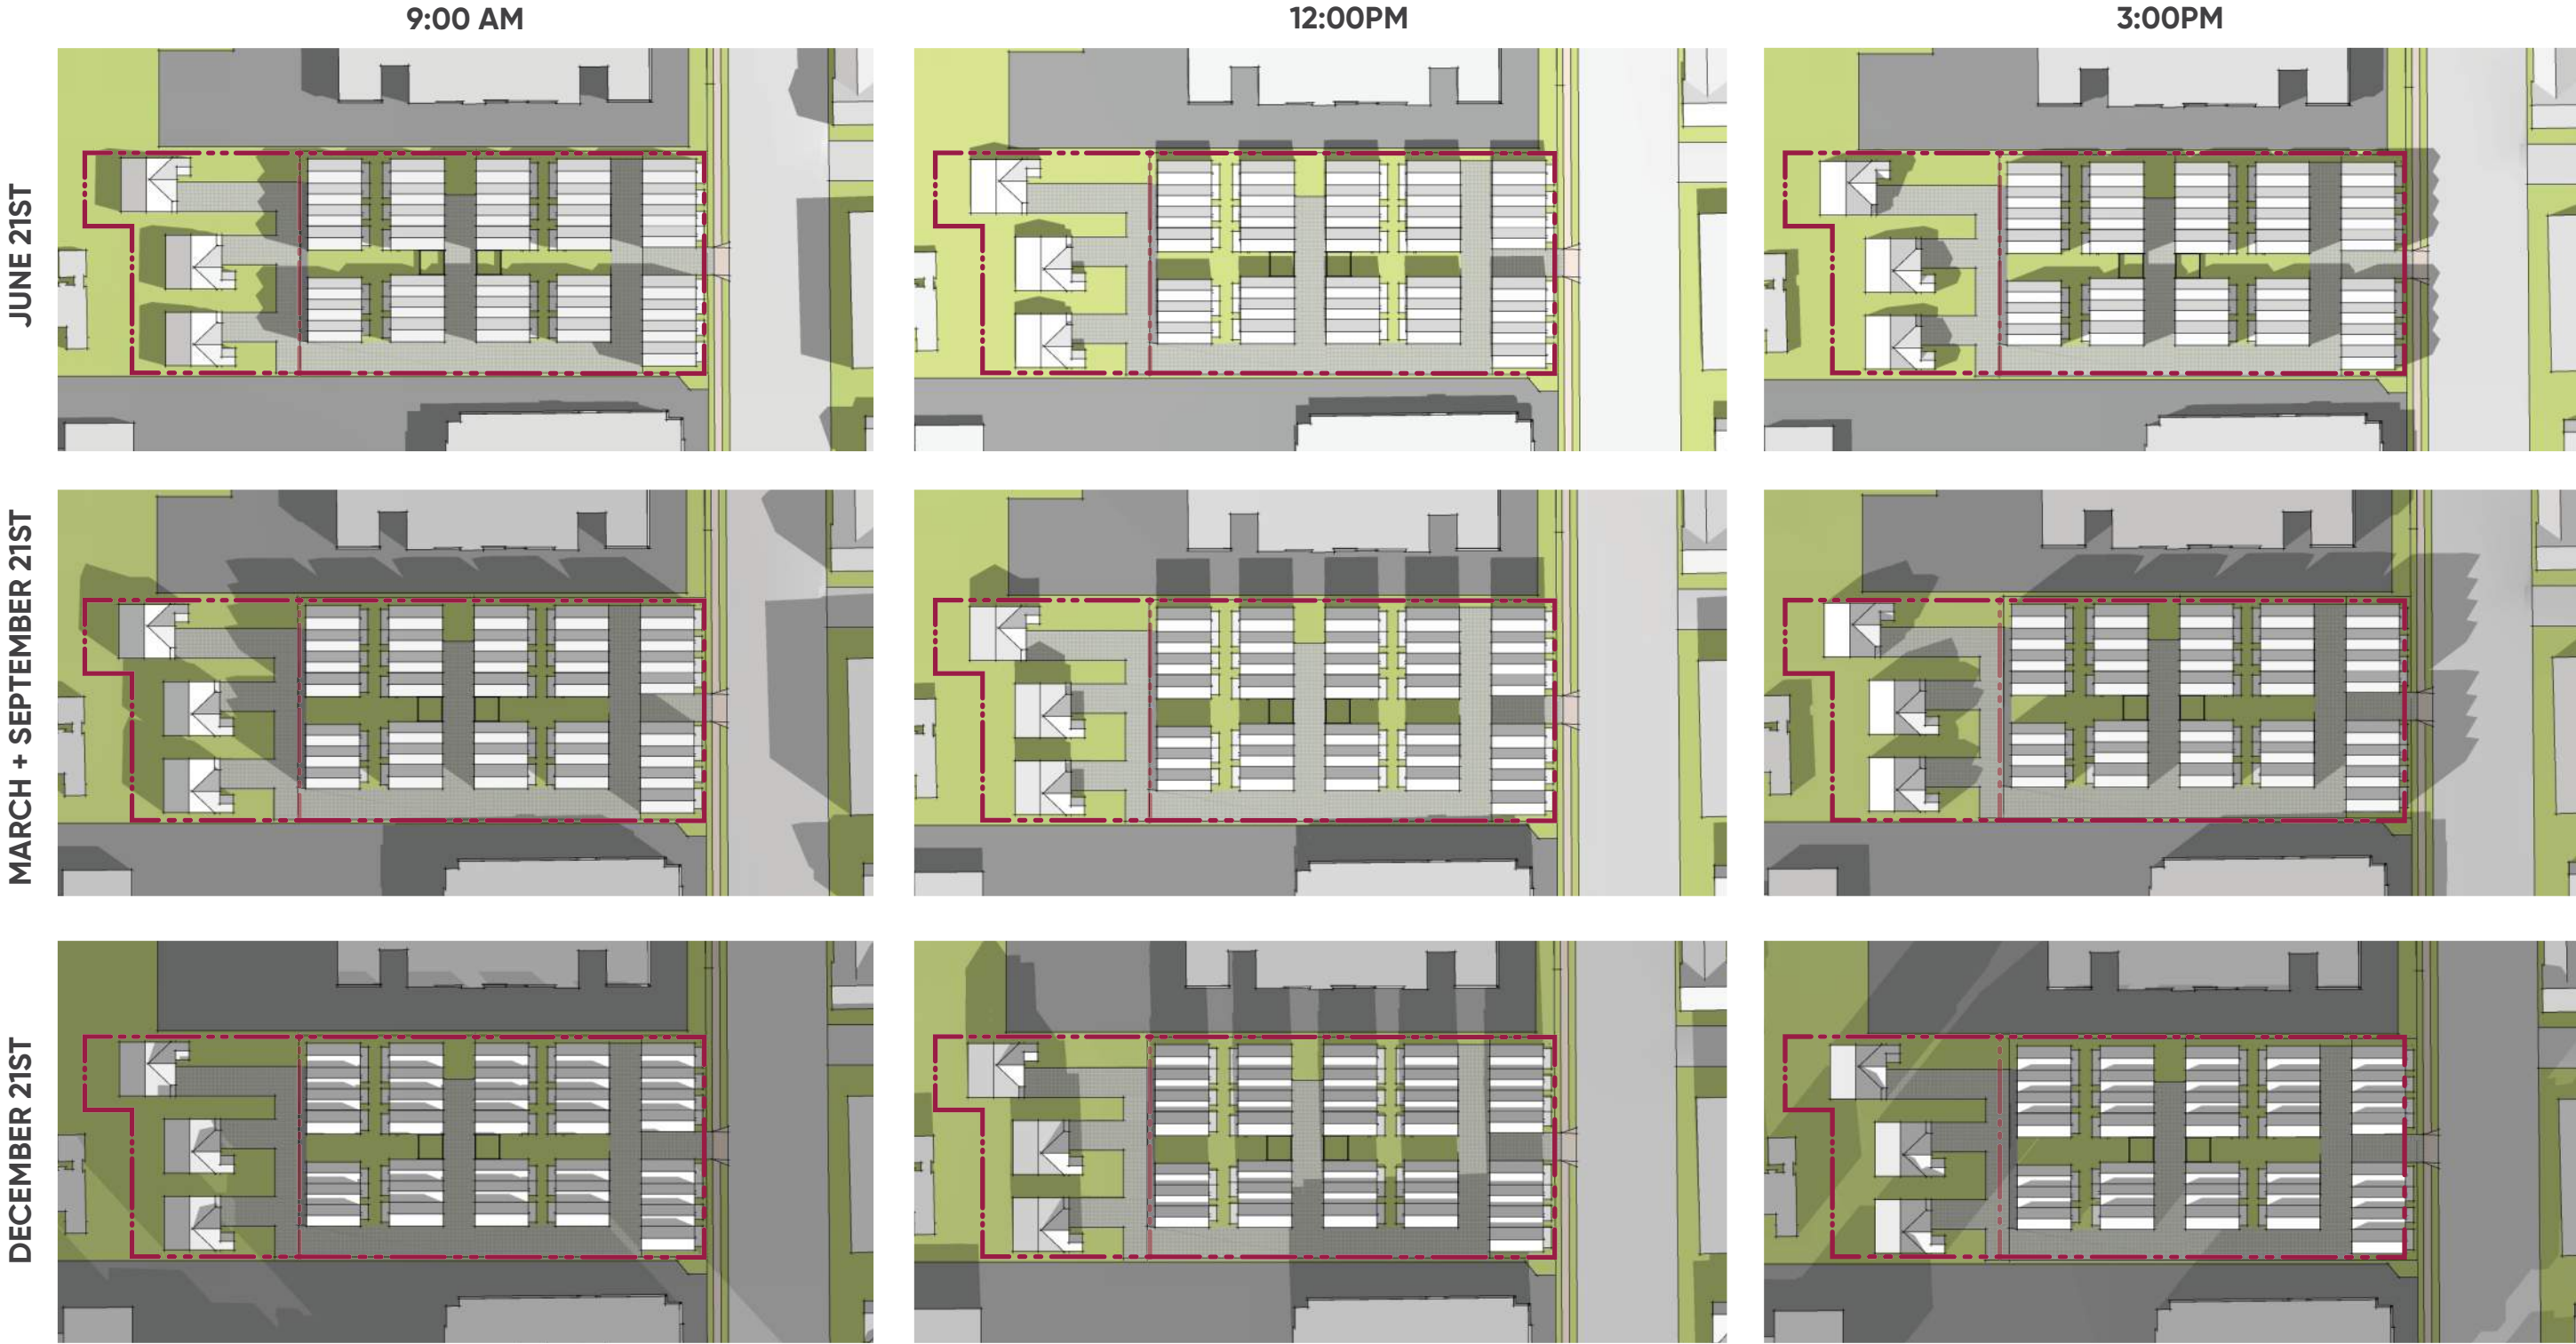 9:00 AM
12:00PM
3:00PM
JUNE 21ST
MARCH + SEPTEMBER 21ST
DECEMBER 21ST